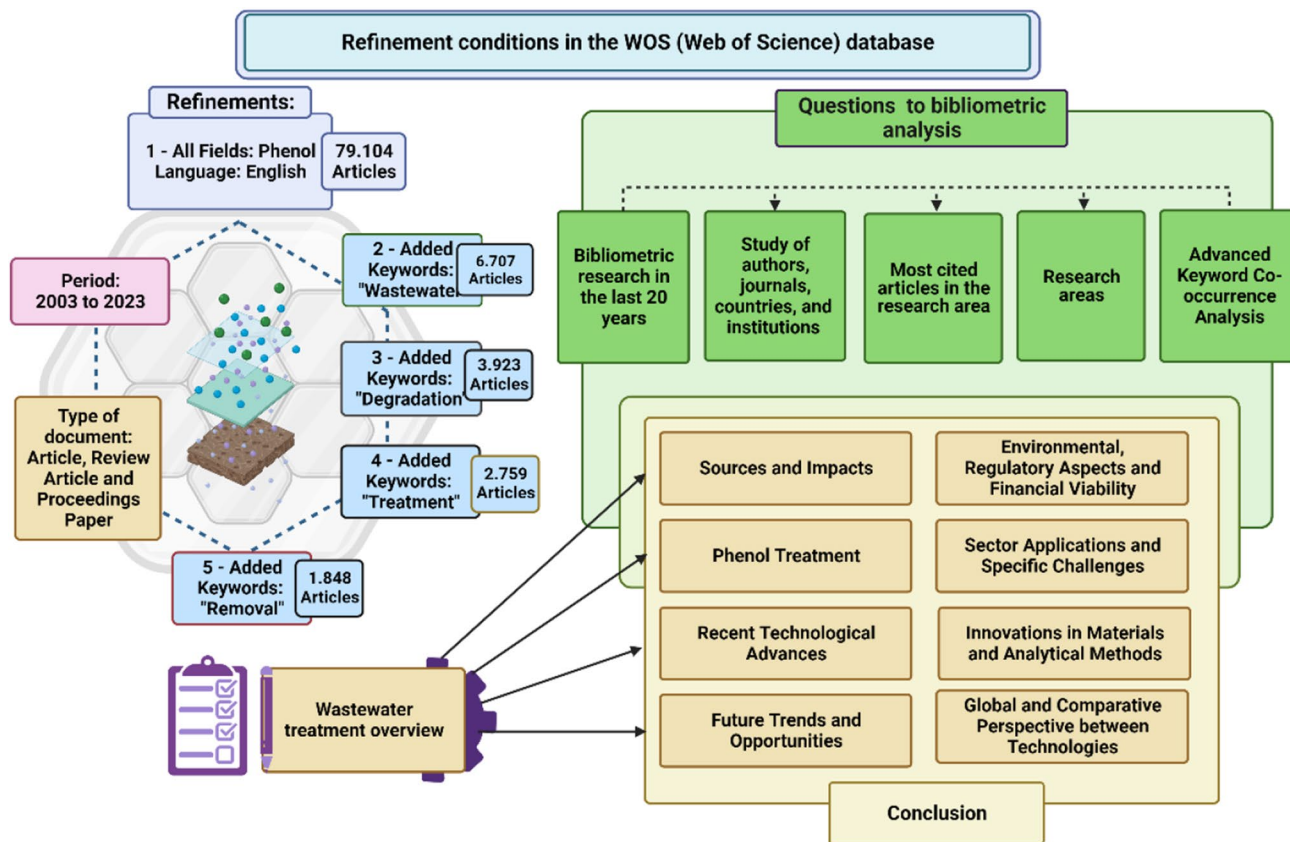 Refinement conditions in the WOS (Web of Science) database
Refinements:
1 - All Fields: Phenol
Language: English
79.104
Articles
Period:
2003 to 2023
2 - Added
Keywords:
"Wastewater
6.707
Articles
3 - Added
Keywords:
"Degradation"
3.923
Articles
Type of
document:
Article, Review
Article and
Proceedings
Paper
4 - Added
Keywords:
"Treatment"
2.759
Articles
5 - Added
Keywords:
"Removal"
1.848
Articles
Questions to bibliometric
analysis
Bibliometric
research in
the last 20
years
Study of
authors,
journals,
countries, and
institutions
Most cited
articles in the
research area
Research
areas
Advanced
Keyword Co-
occurrence
Analysis
Wastewater
treatment overview
Sources and Impacts
Environmental,
Regulatory Aspects and
Financial Viability
Phenol Treatment
Sector Applications and
Specific Challenges
Recent Technological
Advances
Innovations in Materials
and Analytical Methods
Future Trends and
Opportunities
Global and Comparative
Perspective between
Technologies
Conclusion